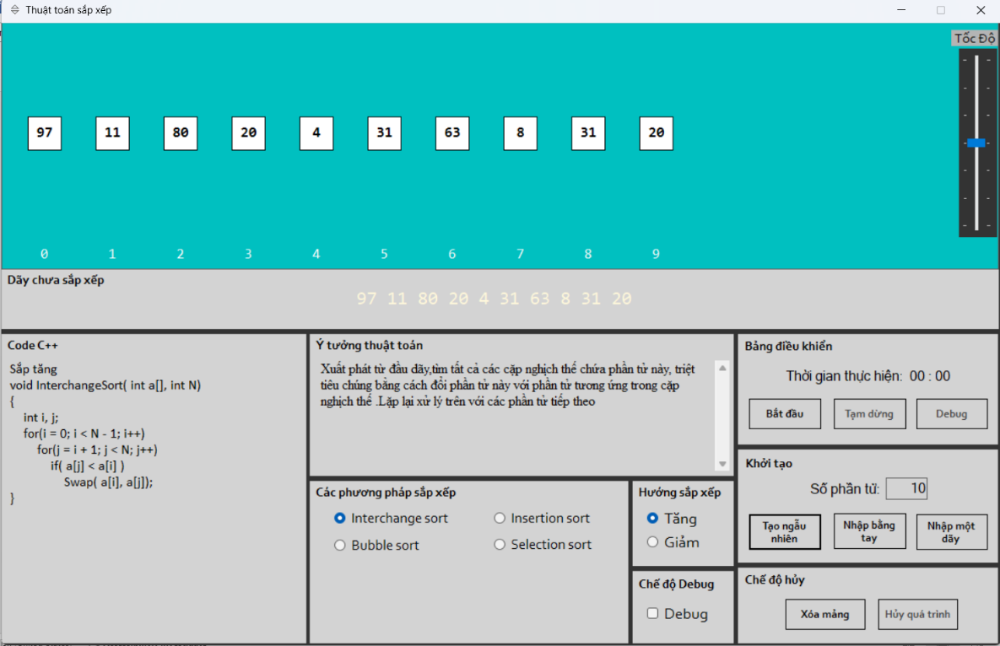 Thuật toán sắp xếp
Tốc Độ
97 11 80 20 4 31 63 8 31 20
0 1 2 3 4 5 6 7 8 9
Dãy chưa sắp xếp
97 11 80 20 4 31 63 8 31 20
Code C++
Sắp tăng
void InterchangeSort( int a[], int N)
{
int i, j;
for(i = 0; i < N - 1; i++)
for(j = i + 1; j < N; j++)
if( a[j] < a[i] )
Swap( a[i], a[j]);
}
Ý tưởng thuật toán
Xuất phát từ đầu dãy,tìm tất cả các cặp nghịch thế chứa phần tử này, triệt
tiêu chúng bằng cách đổi phần tử này với phần tử tương ứng trong cặp
nghịch thế .Lặp lại xử lý trên với các phần tử tiếp theo
Các phương pháp sắp xếp
Interchange sort Insertion sort
Bubble sort Selection sort
Hướng sắp xếp
Tăng
Giảm
Chế độ Debug
Debug
Bảng điều khiển
Thời gian thực hiện: 00 : 00
Bắt đầu Tạm dừng Debug
Khởi tạo
Số phần tử: 10
Tạo ngẫu
nhiên
Nhập bằng
tay
Nhập một
dãy
Chế độ hủy
Xóa mảng Hủy quá trình